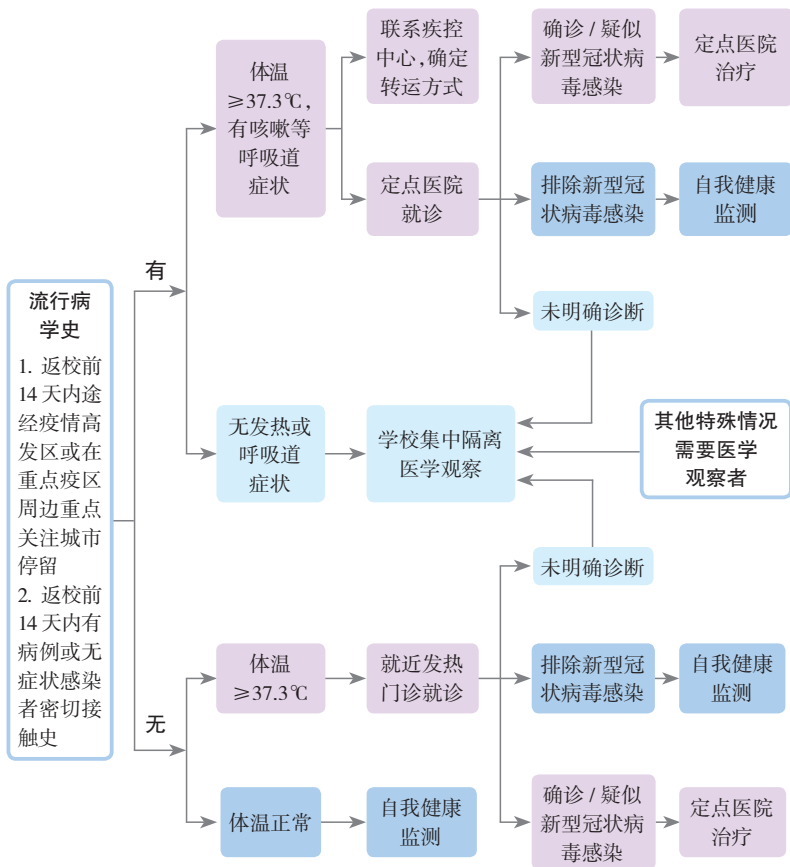 联系疾控
中心,确定
转运方式
确诊 / 疑似
新型冠状病
毒感染
定点医院
治疗
体温
≥37.3℃,
有咳嗽等
呼吸道
症状
定点医院
就诊
排除新型冠
状病毒感染
自我健康
监测
有
未明确诊断
流行病
学史
1. 返校前
14 天内途
经疫情高
发区或在
重点疫区
周边重点
关注城市
停留
2. 返校前
14 天内有
病例或无
症状感染
者密切接
触史
无发热或
呼吸道
症状
学校集中隔离
医学观察
其他特殊情况
需要医学
观察者
未明确诊断
体温
≥37.3℃
就近发热
门诊就诊
排除新型冠
状病毒感染
自我健康
监测
无
体温正常
自我健康
监测
确诊 / 疑似
新型冠状病
毒感染
定点医院
治疗